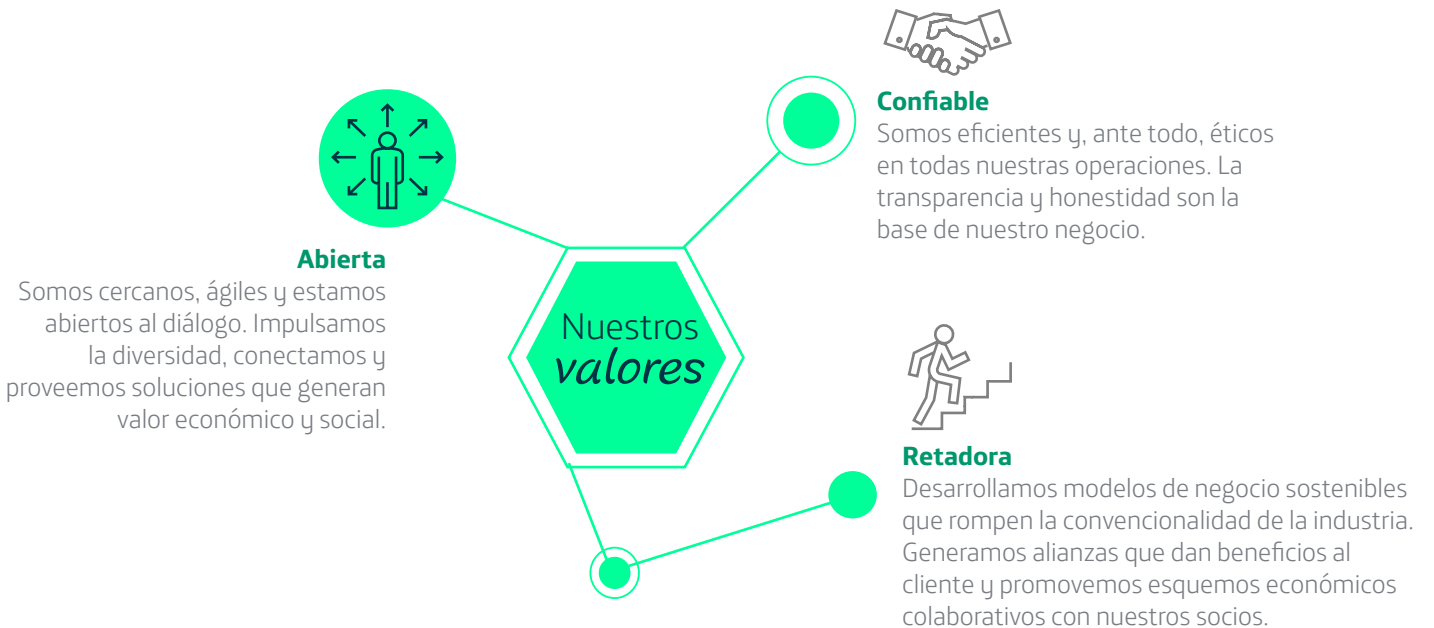 Nuestros
valores
Abierta
Somos cercanos, ágiles y estamos
abiertos al diálogo. Impulsamos
la diversidad, conectamos y
proveemos soluciones que generan
valor económico y social.
Confiable
Somos eficientes y, ante todo, éticos
en todas nuestras operaciones. La
transparencia y honestidad son la
base de nuestro negocio.
Retadora
Desarrollamos modelos de negocio sostenibles
que rompen la convencionalidad de la industria.
Generamos alianzas que dan beneficios al
cliente y promovemos esquemas económicos
colaborativos con nuestros socios.